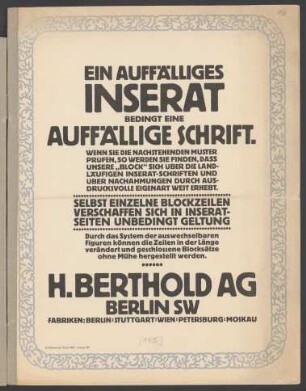 EIN AUFFÄLLIGES
INSERAT
BEDINGT EINE
AUFFÄLLIGE SCHRIFT.
WENN SIE DIE NACHSTEHENDEN MUSTER
PRÜFEN, SO WERDEN SIE FINDEN, DASS
UNSERE „BLOCK" SICH ÜBER DIE LAND-
LÄUFIGEN INSERAT-SCHRIFTEN UND
ÜBER NACHAHMUNGEN DURCH AUS-
DRUCKSVOLLE EIGENART WEIT ERHEBT.
SELBST EINZELNE BLOCKZEILEN
VERSCHAFFEN SICH IN INSERAT-
SEITEN UNBEDINGT GELTUNG
Durch das System der auswechselbaren
Figuren können die Zeilen in der Länge
verändert und geschlossene Blocksätze
ohne Mühe hergestellt werden.
H. BERTHOLD AG
BERLIN SW
FABRIKEN: BERLIN STUTTGART WIEN PETERSBURG MOSKAU